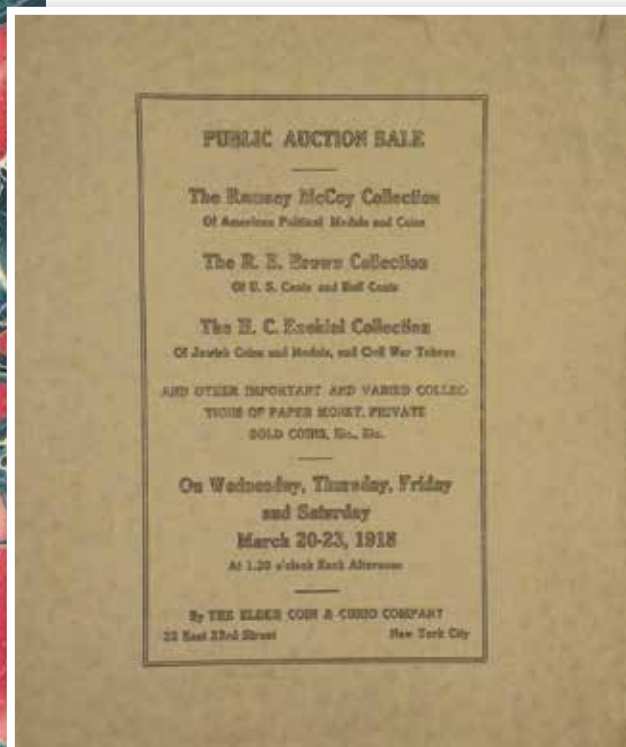 PUBLIC AUCTION SALE
The Ramsey McCoy Collection
Of American Political Medals and Coins
The R. E. Brown Collection
Of U. S. Cents and Half Cents
The H. C. Ezekiel Collection
Of Jewish Coins and Medals, and Civil War Tokens
AND OTHER IMPORTANT AND VARIED COLLEC-
TIONS OF PAPER MONEY, PRIVATE
GOLD COINS, Etc., Etc.
On Wednesday, Thursday, Friday
and Saturday
March 20-23, 1918
At 1.30 o'clock Each Afternoon
By THE ELDER COIN & CURIO COMPANY
32 East 23rd Street New York City